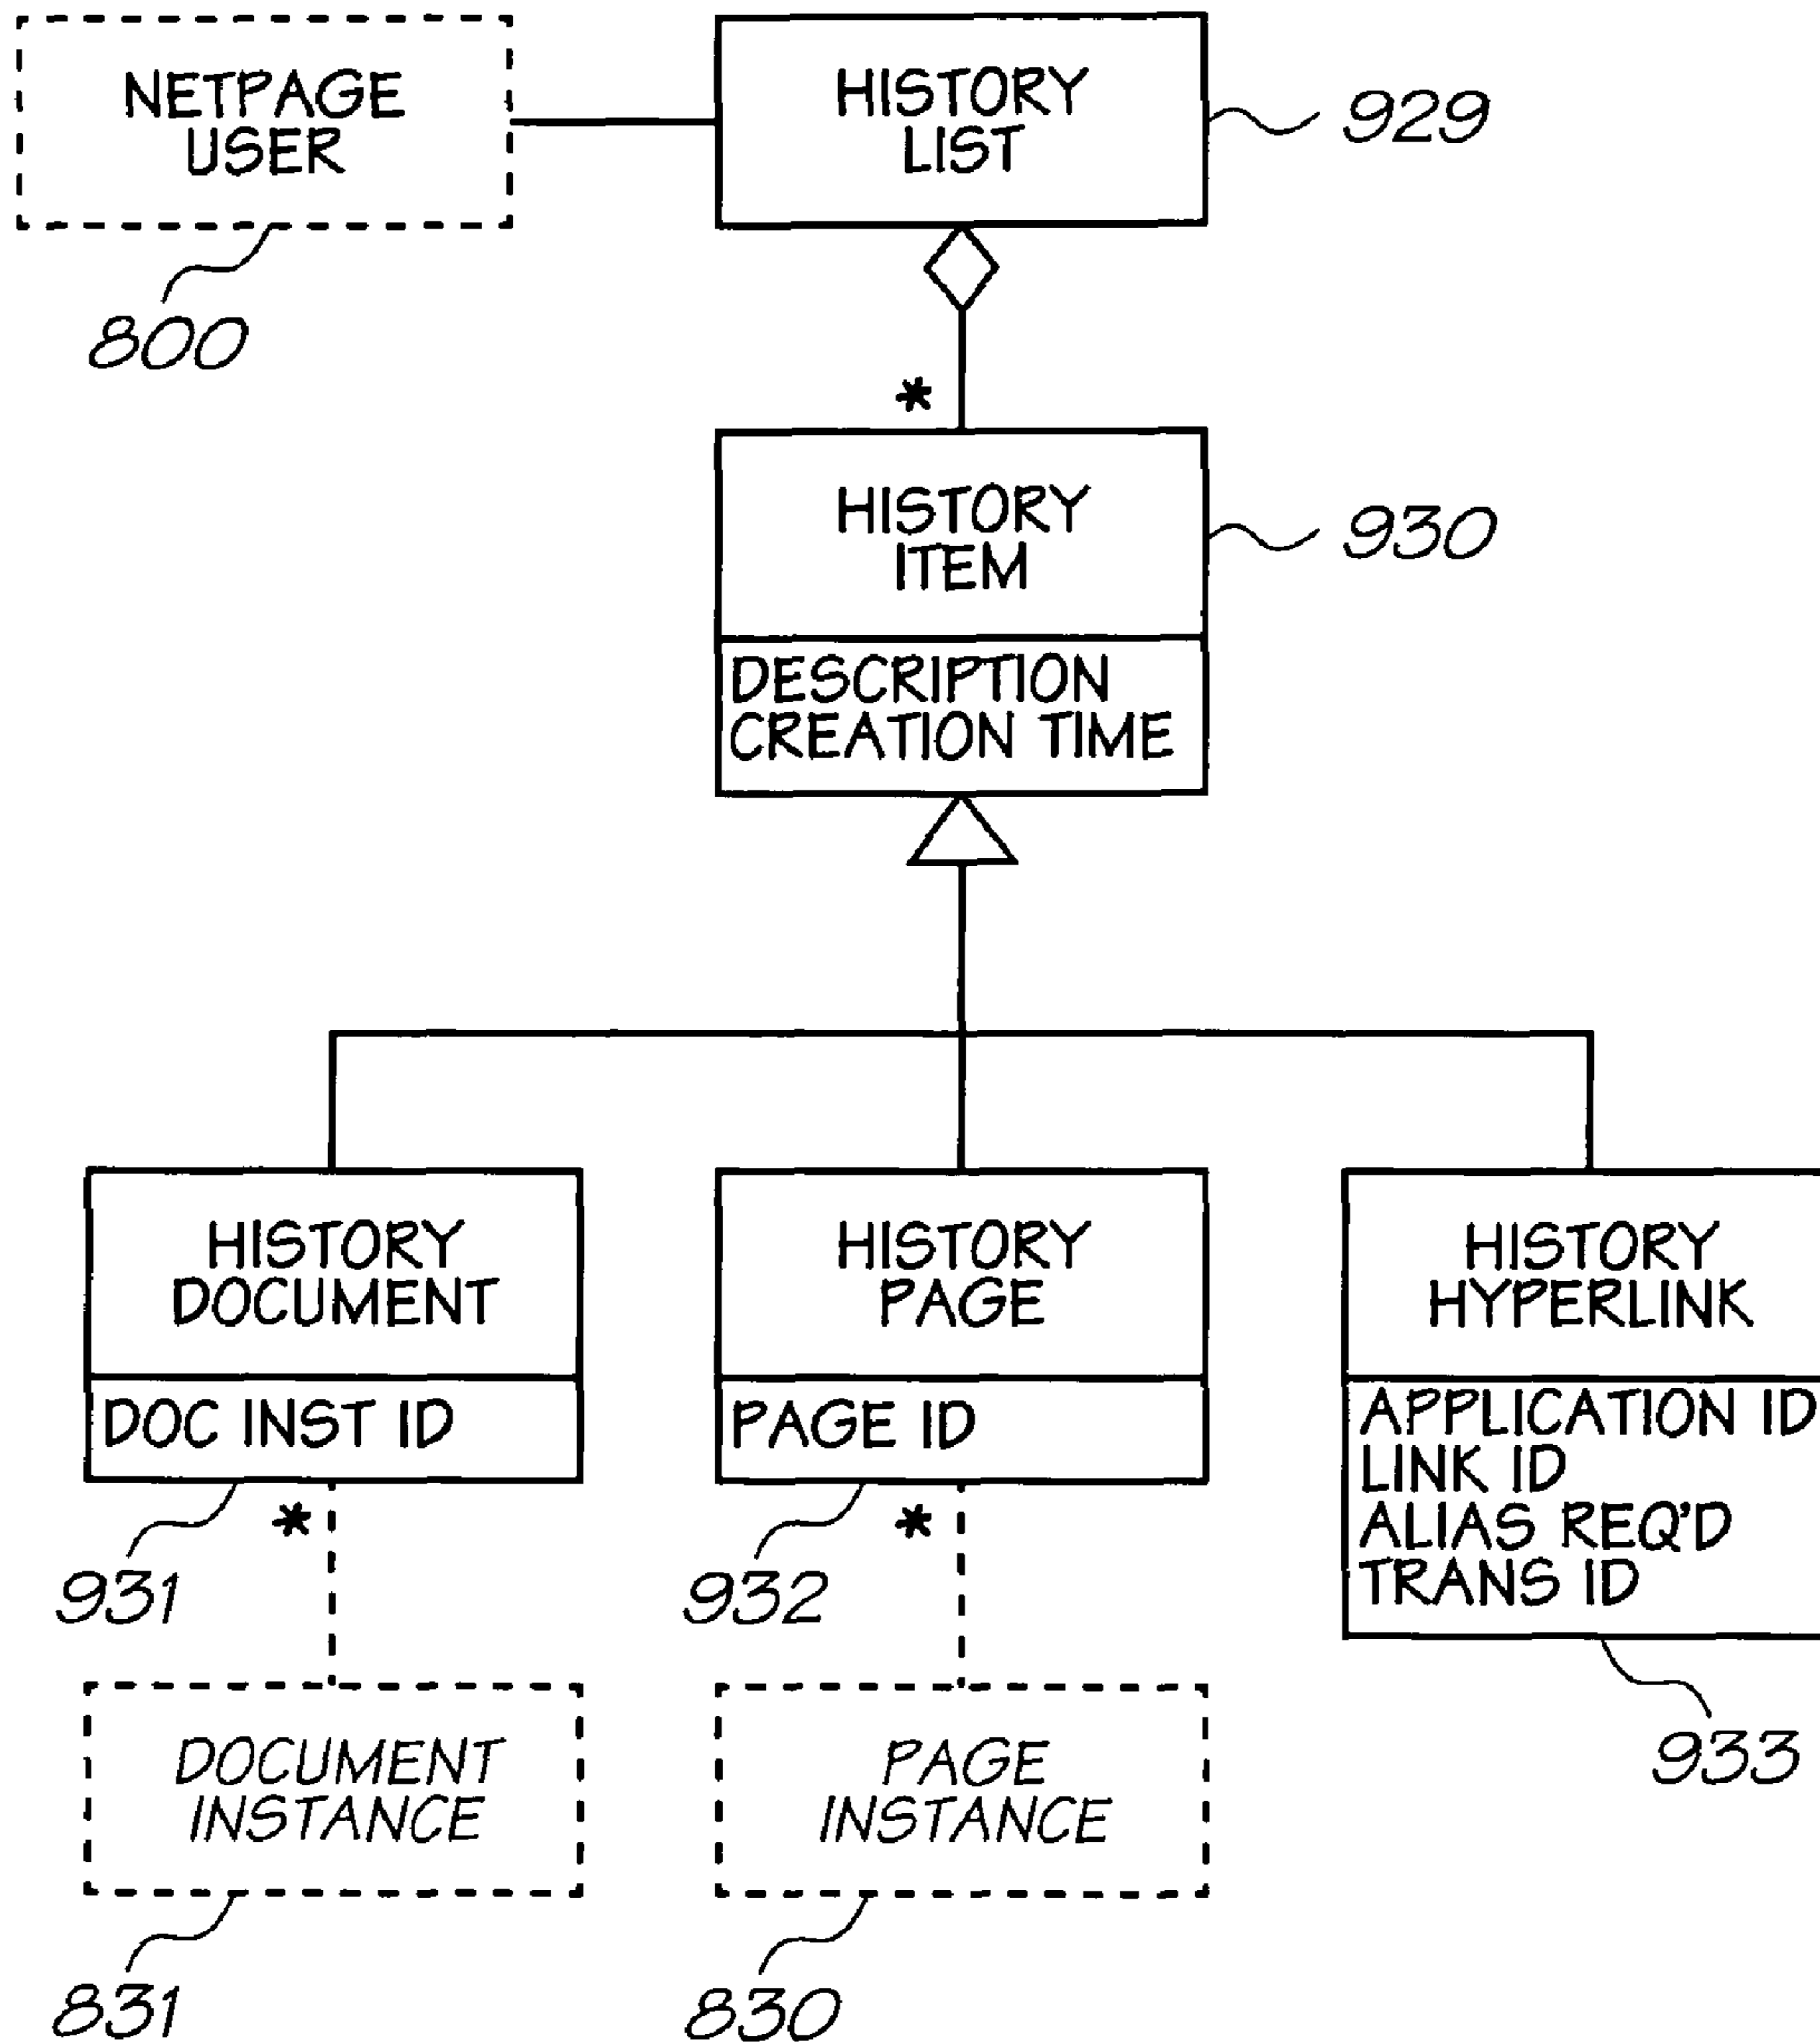 NETPAGE
USER
800
HISTORY
LIST
929
*
HISTORY
ITEM
930
DESCRIPTION
CREATION TIME
HISTORY
DOCUMENT
DOC INST ID
931
*
HISTORY
PAGE
PAGE ID
932
*
HISTORY
HYPERLINK
APPLICATION ID
LINK ID
ALIAS REQ'D
TRANS ID
933
DOCUMENT
INSTANCE
831
PAGE
INSTANCE
830